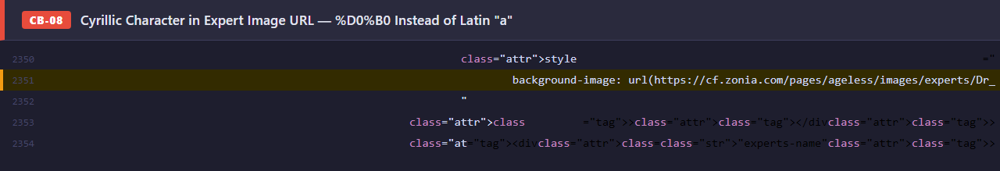 CB-08 Cyrillic Character in Expert Image URL — %D0%B0 Instead of Latin "a"
2350 class="attr">style ="
2351 background-image: url(https://cf.zonia.com/pages/ageless/images/experts/Dr_
2352 "
2353 class="attr">class ="tag">>class="attr">class="tag"></divclass="attr">class="tag">>
2354 class="at="tag"><divclass="attr">class=class="str">"experts-name"class="attr">class="tag">>